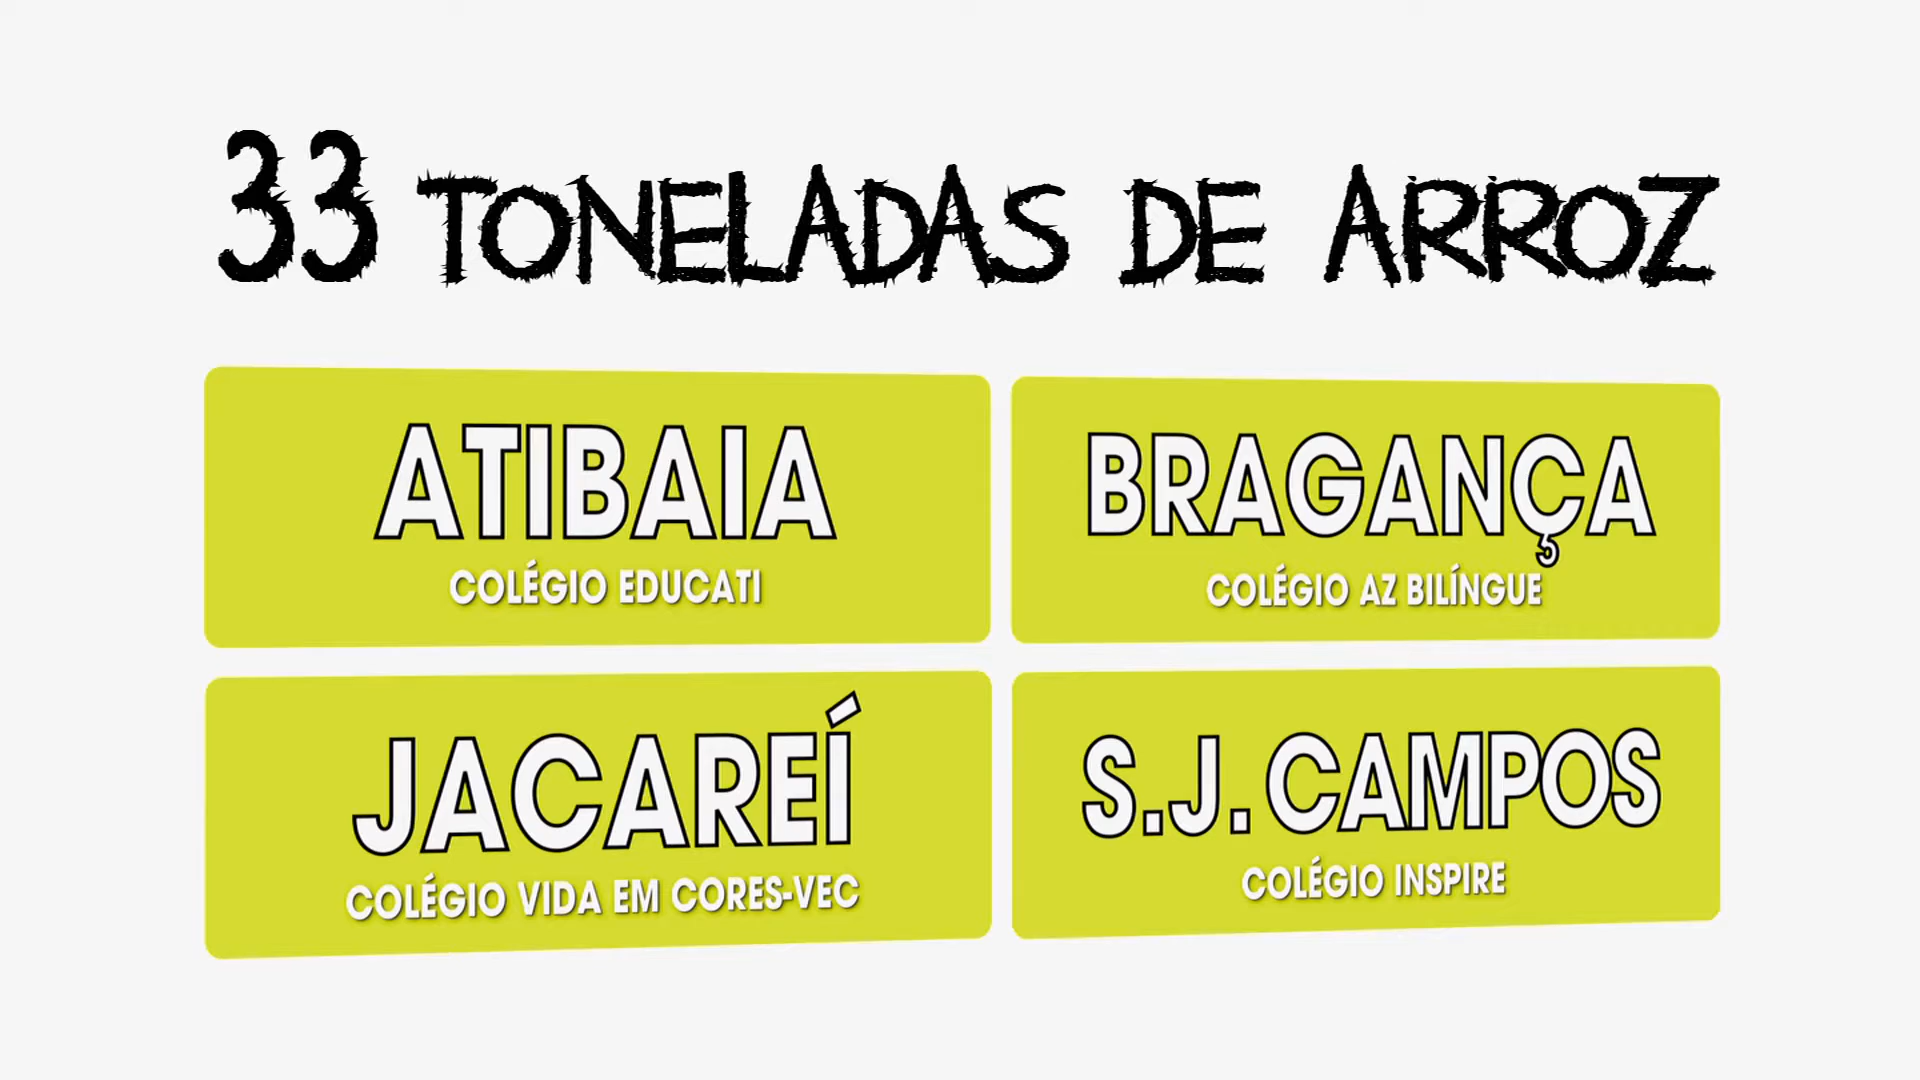 33 TONELADAS DE ARROZ
ATIBAIA
COLÉGIO EDUCATI
BRAGANÇA
COLÉGIO AZ BILÍNGUE
JACAREÍ
COLÉGIO VIDA EM CORES-VEC
S.J. CAMPOS
COLÉGIO INSPIRE